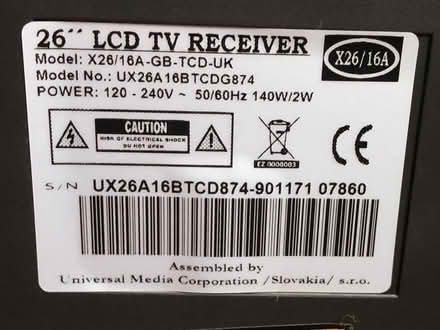 26´´ LCD TV RECEIVER
X26/16A
Model: X26/16A-GB-TCD-UK
Model No.: UX26A16BTCDG874
POWER: 120 - 240V ~ 50/60Hz 140W/2W
CAUTION
RISK OF ELECTRICAL SHOCK
DO NOT OPEN
EZ 0000003
CE
S/N UX26A16BTCD874-901171 07860
Assembled by
Universal Media Corporation /Slovakia/ s.r.o.